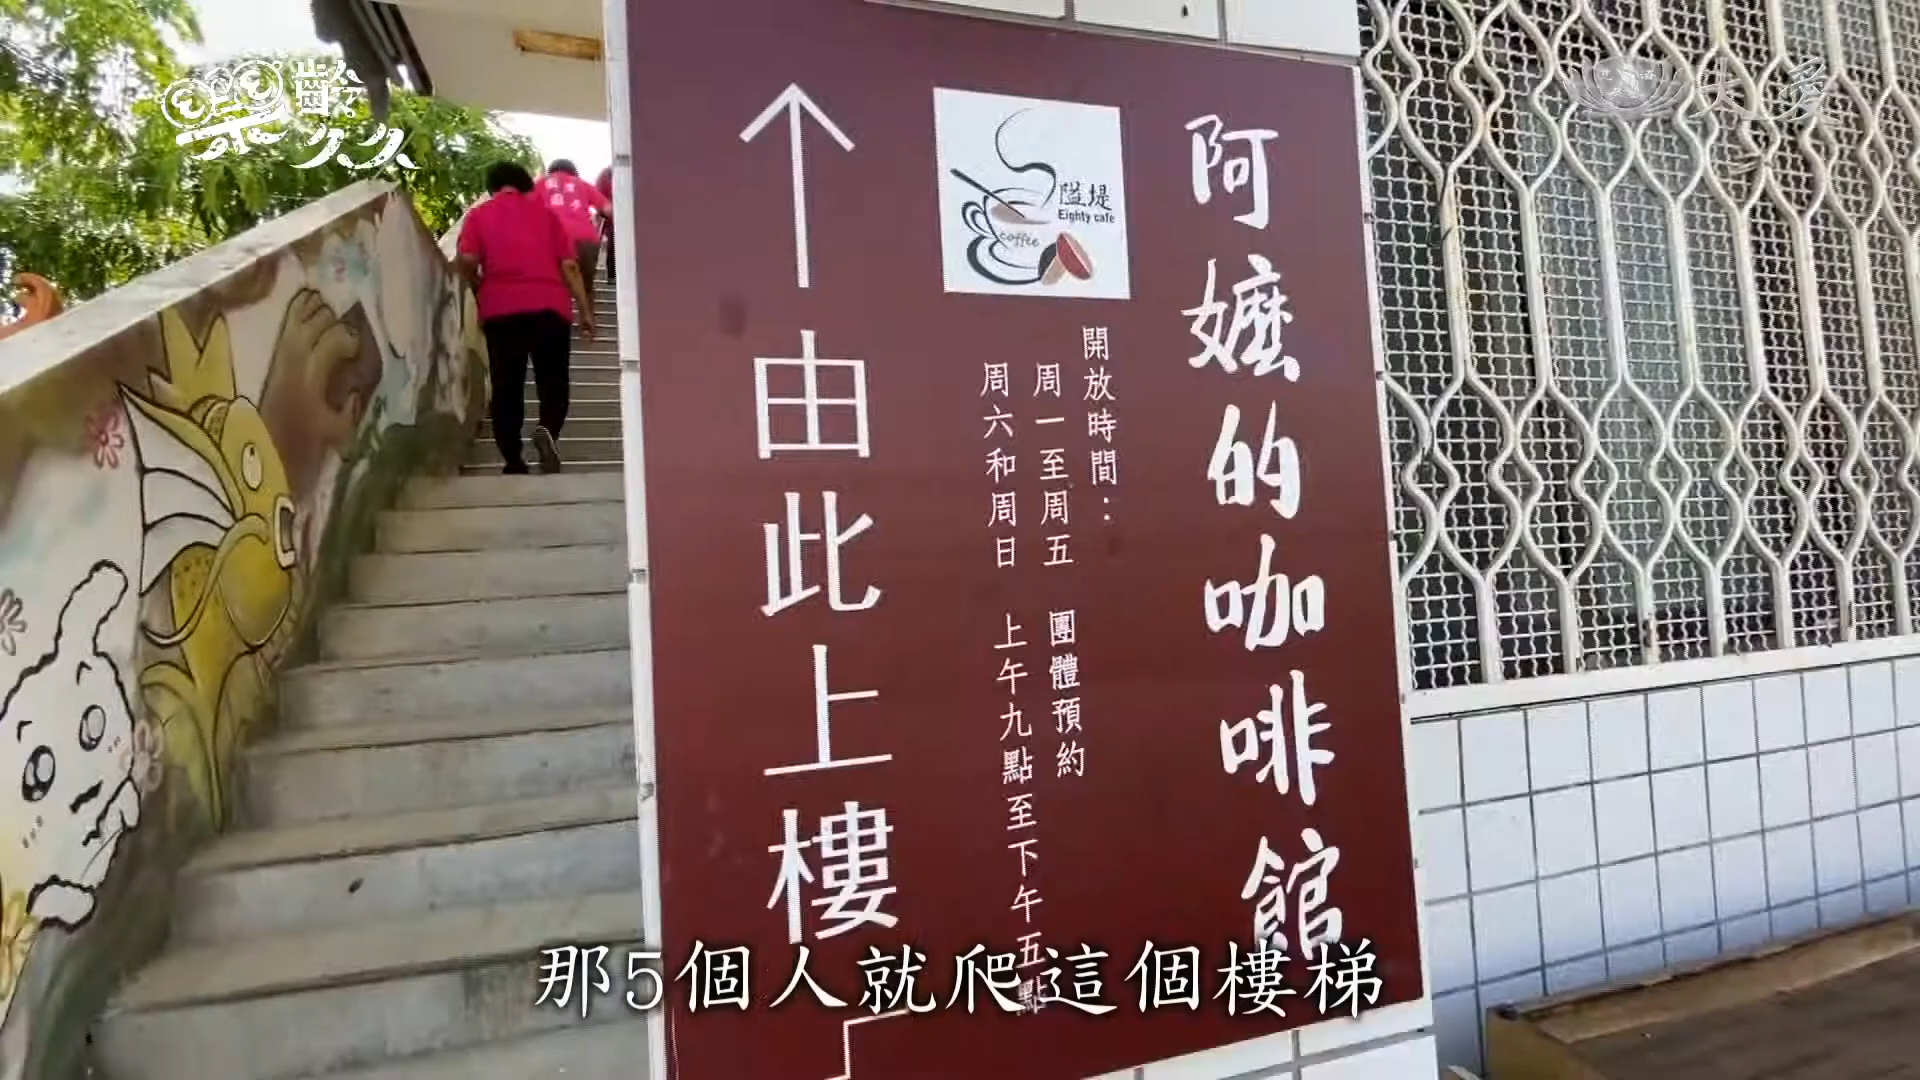 樂齡
久久
大愛
阿嬤的咖啡館
隘堤
Eighty cafe
coffee
開放時間：
周一至周五 團體預約
周六和周日 上午九點至下午五點
由此上樓
那5個人就爬這個樓梯